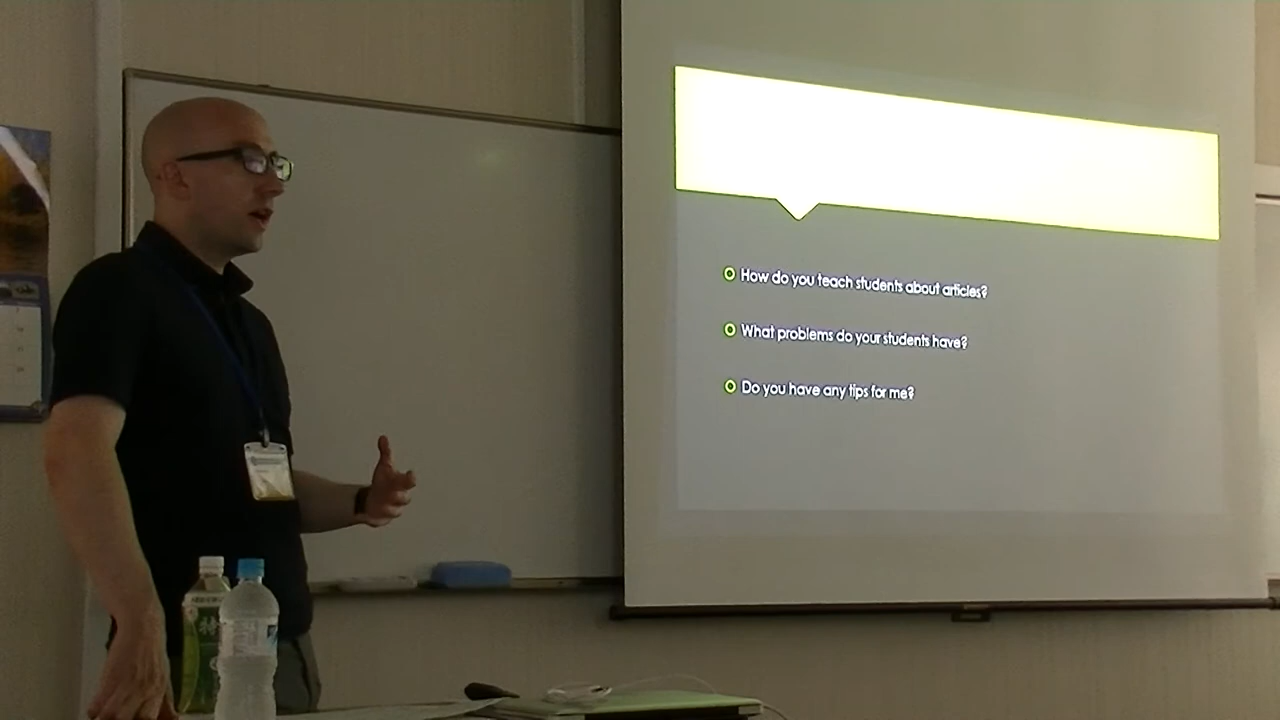 How do you teach students about articles?
What problems do your students have?
Do you have any tips for me?
特